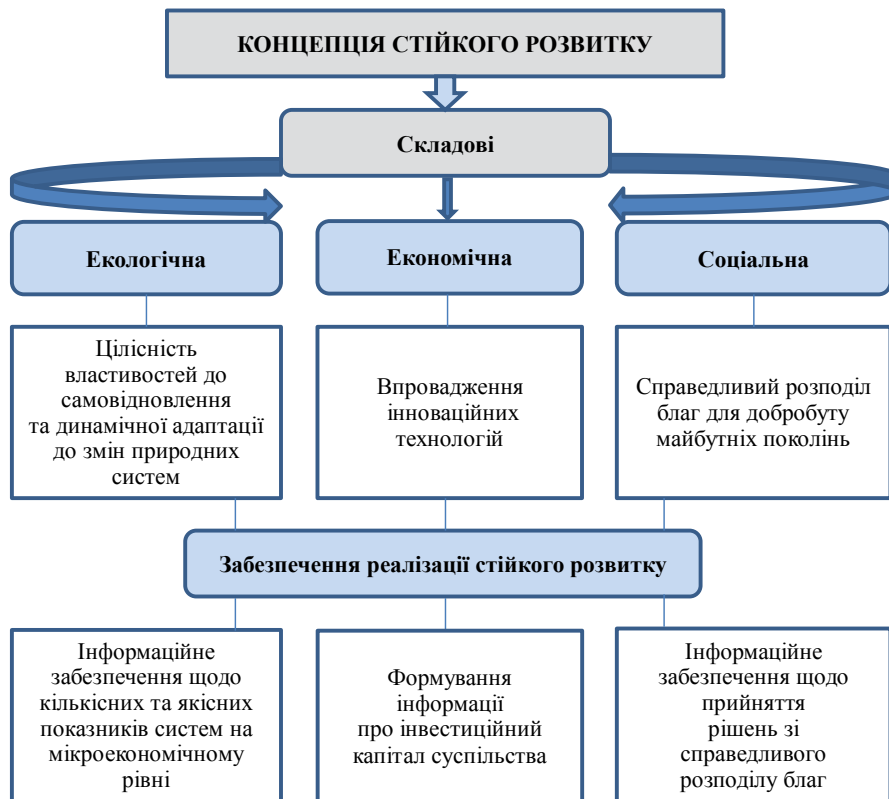 КОНЦЕПЦІЯ СТІЙКОГО РОЗВИТКУ
Складові
Екологічна
Економічна
Соціальна
Цілісність
властивостей до
самовідновлення
та динамічної адаптації
до змін природних
систем
Впровадження
інноваційних
технологій
Справедливий розподіл
благ для добробуту
майбутніх поколінь
Забезпечення реалізації стійкого розвитку
Інформаційне
забезпечення щодо
кількісних та якісних
показників систем на
мікроекономічному
рівні
Формування
інформації
про інвестиційний
капітал суспільства
Інформаційне
забезпечення щодо
прийняття
рішень зі
справедливого
розподілу благ